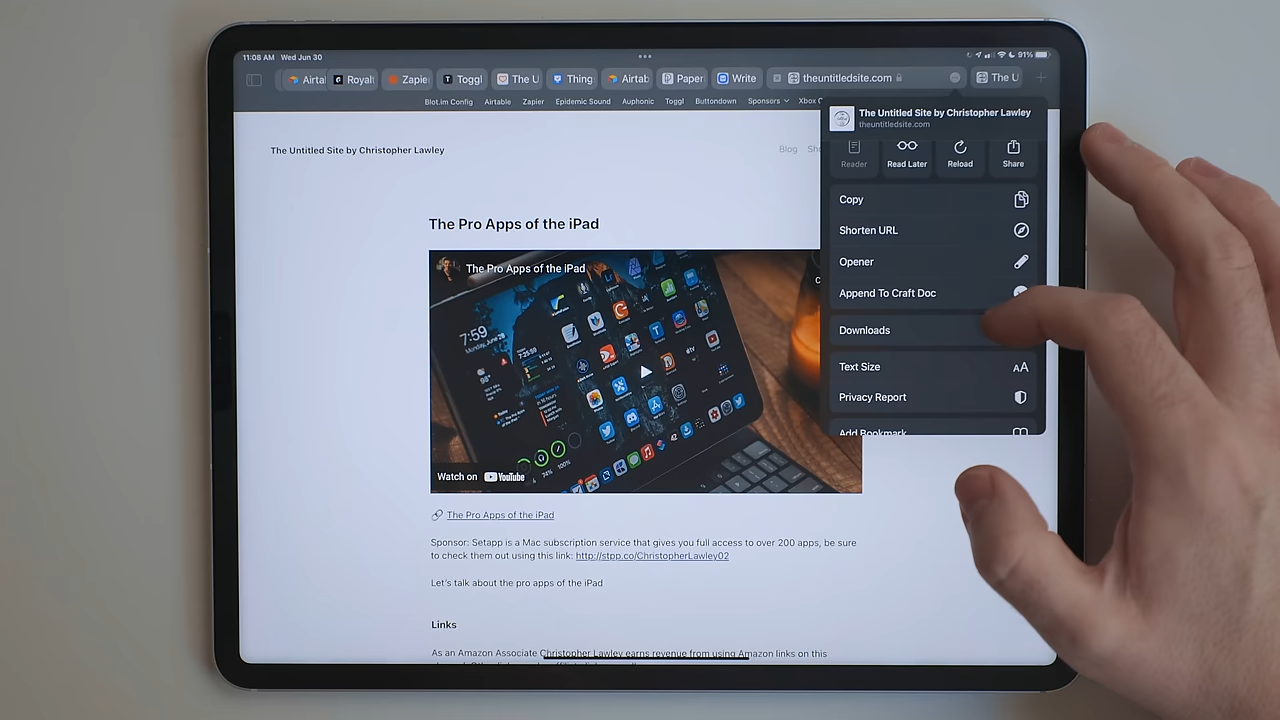 11:08 AM Wed Jun 30
91%
Airtal
Royalt
Zapie
Toggl
The U
Thing
Airtab
Paper
Write
theuntitledsite.com
The U
Blot.im Config Airtable Zapier Epidemic Sound Auphonic Toggl Buttondown Sponsors Xbox
The Untitled Site by Christopher Lawley
Blog
The Pro Apps of the iPad
The Pro Apps of the iPad
7:59
Watch on YouTube
The Pro Apps of the iPad
Sponsor: Setapp is a Mac subscription service that gives you full access to over 200 apps, be sure
to check them out using this link: http://stpp.co/ChristopherLawley02
Let's talk about the pro apps of the iPad
Links
As an Amazon Associate Christopher Lawley earns revenue from using Amazon links on this
The Untitled Site by Christopher Lawley
theuntitledsite.com
Reader
Read Later
Reload
Share
Copy
Shorten URL
Opener
Append To Craft Doc
Downloads
Text Size AA
Privacy Report
Add Bookmark